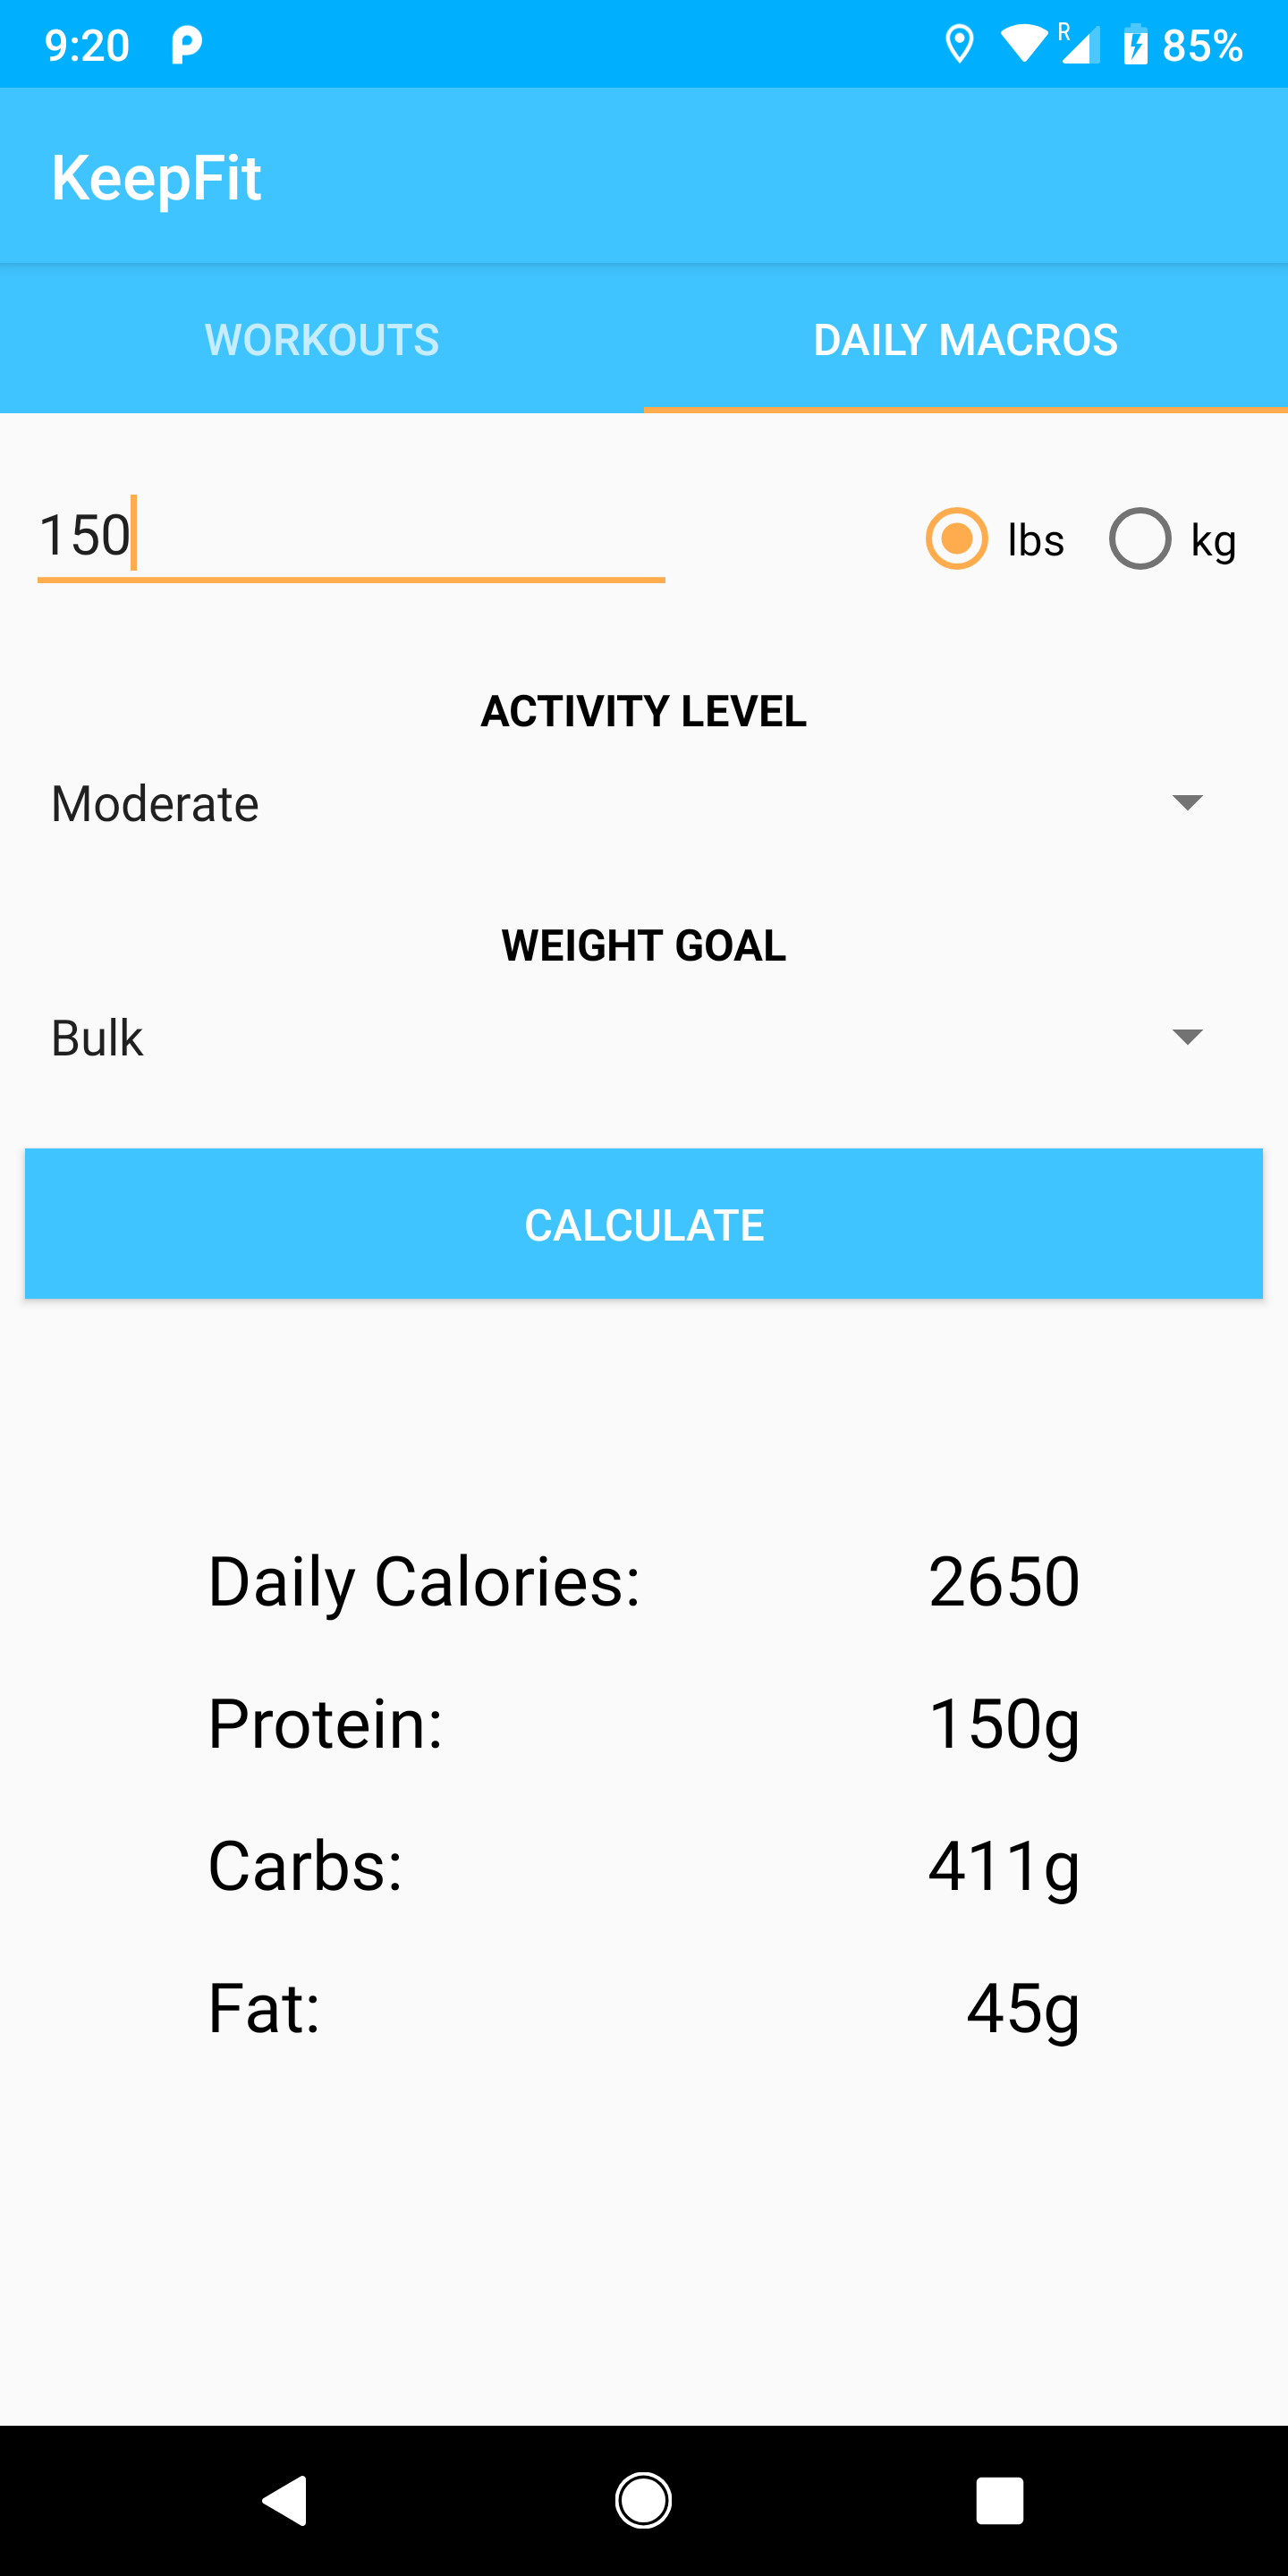 9:20 R 85%
KeepFit
WORKOUTS DAILY MACROS
150 lbs kg
ACTIVITY LEVEL
Moderate
WEIGHT GOAL
Bulk
CALCULATE
Daily Calories: 2650
Protein: 150g
Carbs: 411g
Fat: 45g